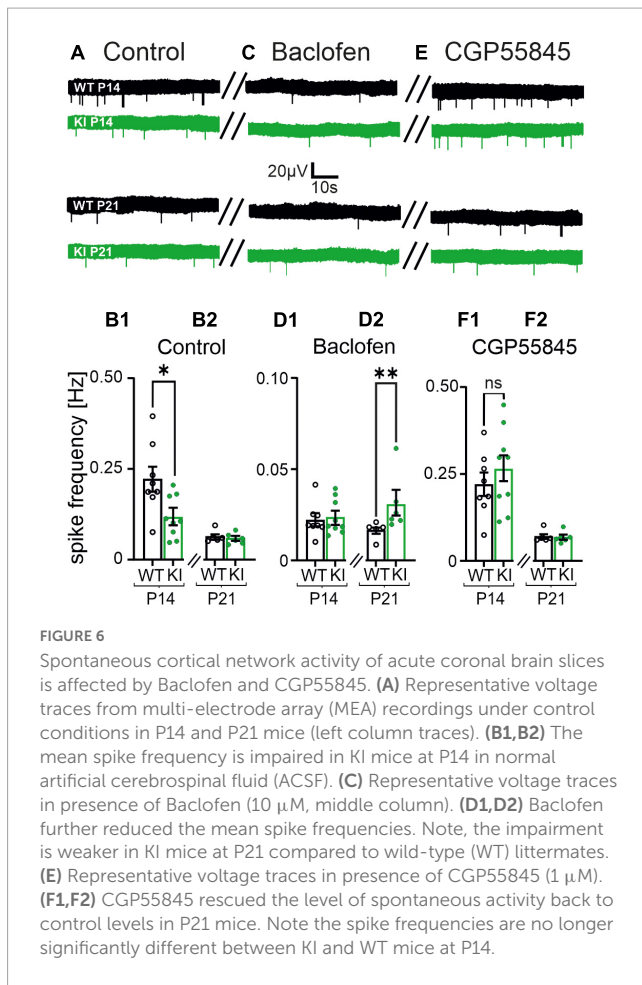 A Control C Baclofen E CGP55845
WT P14
KI P14
20µV
10s
WT P21
KI P21
B1 B2 D1 D2 F1 F2
Control Baclofen CGP55845
spike frequency [Hz]
0.50
0.25
0
*
WT KI WT KI
P14 P21
0.10
0.05
0
**
WT KI WT KI
P14 P21
0.50
0.25
0
ns
WT KI WT KI
P14 P21
FIGURE 6
Spontaneous cortical network activity of acute coronal brain slices
is affected by Baclofen and CGP55845. (A) Representative voltage
traces from multi-electrode array (MEA) recordings under control
conditions in P14 and P21 mice (left column traces). (B1,B2) The
mean spike frequency is impaired in KI mice at P14 in normal
artificial cerebrospinal fluid (ACSF). (C) Representative voltage traces
in presence of Baclofen (10 µM, middle column). (D1,D2) Baclofen
further reduced the mean spike frequencies. Note, the impairment
is weaker in KI mice at P21 compared to wild-type (WT) littermates.
(E) Representative voltage traces in presence of CGP55845 (1 µM).
(F1,F2) CGP55845 rescued the level of spontaneous activity back to
control levels in P21 mice. Note the spike frequencies are no longer
significantly different between KI and WT mice at P14.